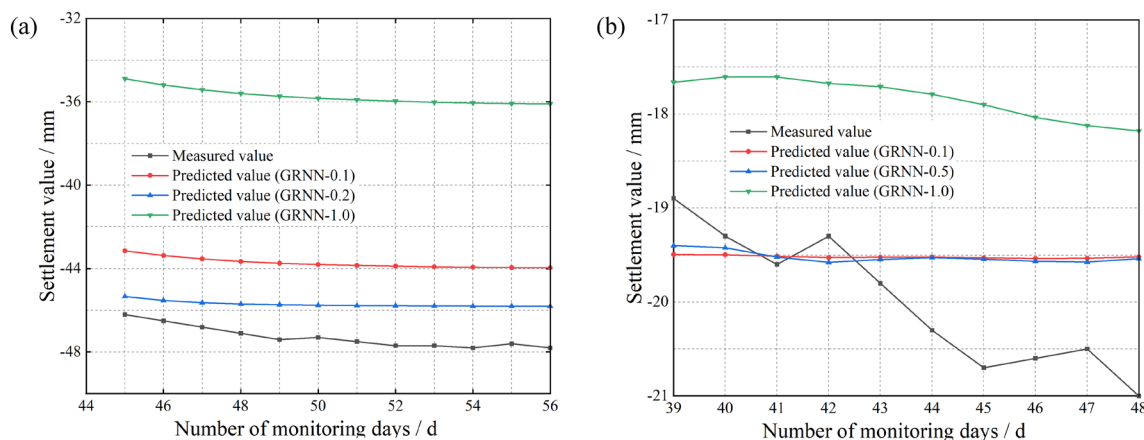 (a)
-32
-36
-40
-44
-48
Settlement value / mm
Measured value
Predicted value (GRNN-0.1)
Predicted value (GRNN-0.2)
Predicted value (GRNN-1.0)
44 46 48 50 52 54 56
Number of monitoring days / d
(b)
-17
-18
-19
-20
-21
Settlement value / mm
Measured value
Predicted value (GRNN-0.1)
Predicted value (GRNN-0.5)
Predicted value (GRNN-1.0)
39 40 41 42 43 44 45 46 47 48
Number of monitoring days / d